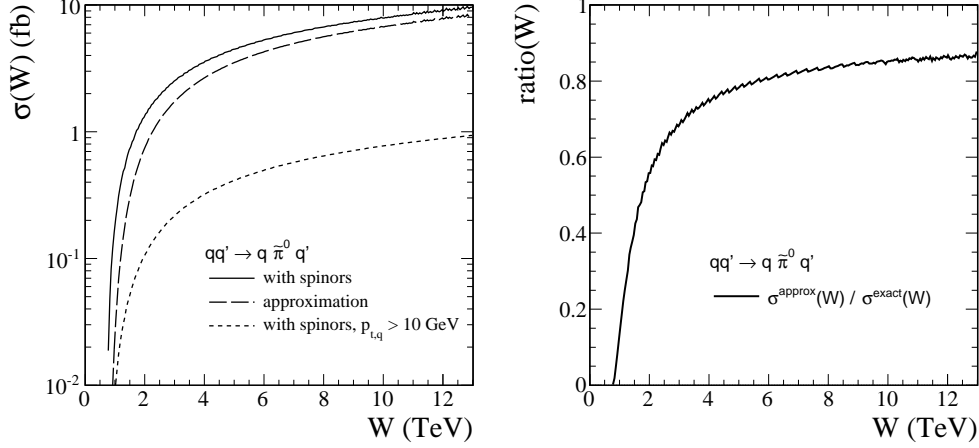 σ(W) (fb)
10
1
10⁻¹
10⁻²
qq' → q π̃⁰ q'
with spinors
approximation
with spinors, p_{t,q} > 10 GeV
0 2 4 6 8 10 12
W (TeV)
ratio(W)
1
0.8
0.6
0.4
0.2
0
qq' → q π̃⁰ q'
σ^{approx}(W) / σ^{exact}(W)
0 2 4 6 8 10 12
W (TeV)